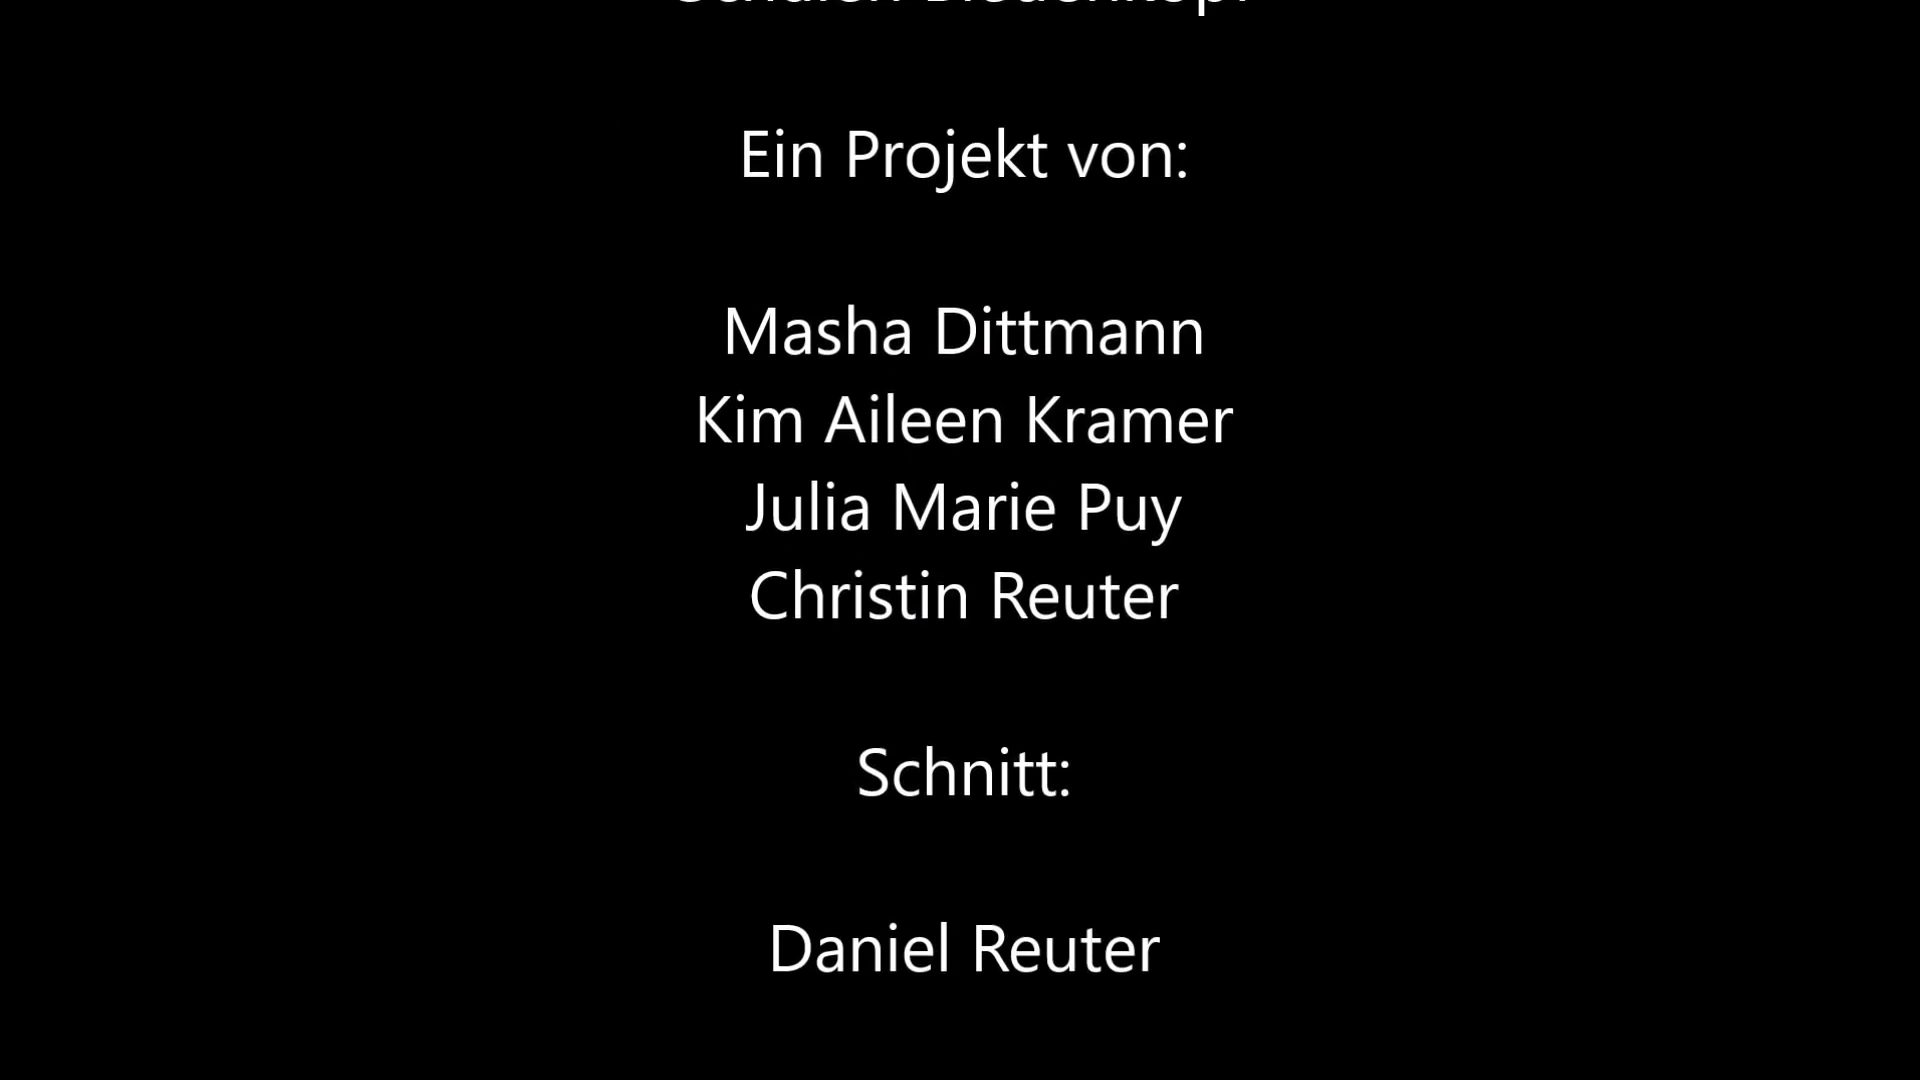 Ein Projekt von:
Masha Dittmann
Kim Aileen Kramer
Julia Marie Puy
Christin Reuter
Schnitt:
Daniel Reuter